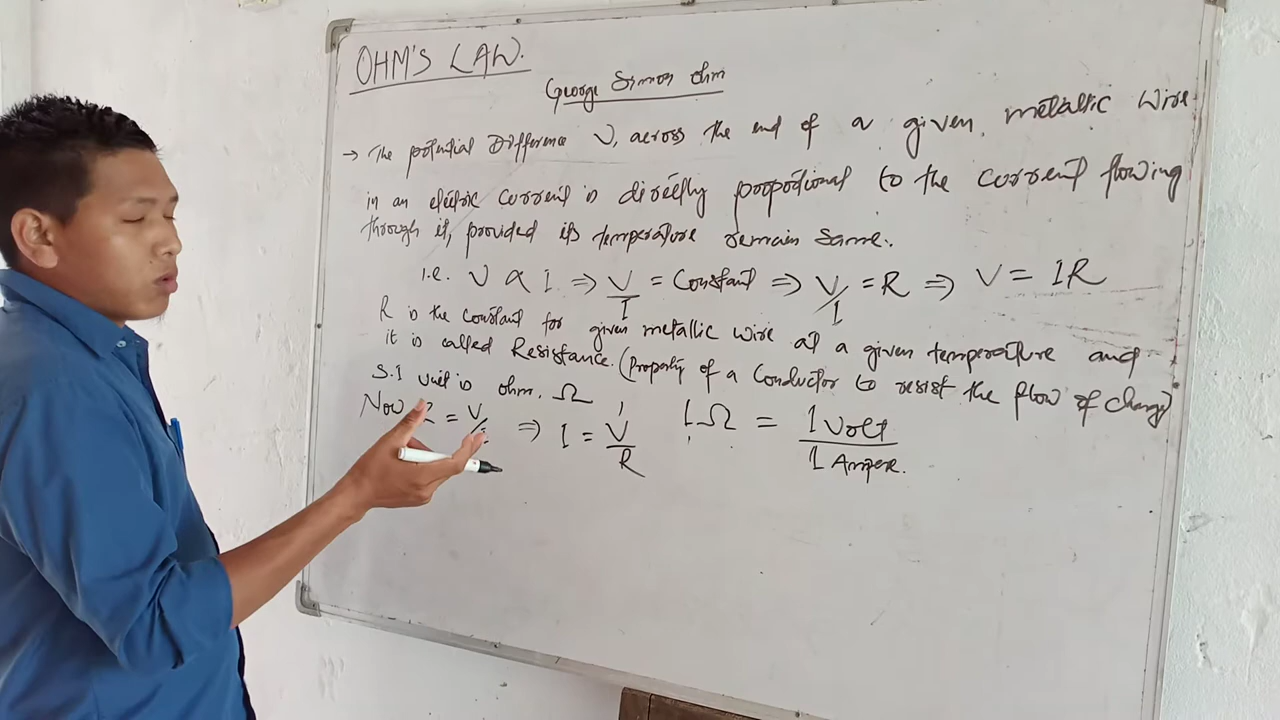 OHM'S LAW.
George Simon Ohm
→ The potential Difference V, across the end of a given metallic wire
in an electric current is directly proportional to the current flowing
through it, provided its temperature remain same.
i.e. V ∝ I ⇒ V/I = Constant ⇒ V/I = R ⇒ V = IR
R is the constant for given metallic wire at a given temperature and
it is called Resistance. (Property of a Conductor to resist the flow of charge)
S.I unit is ohm. Ω
Now = V/I ⇒ I = V/R 1Ω = 1 Volt / 1 Amper.